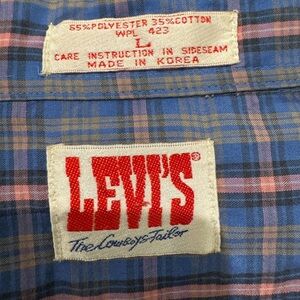 65% POLYESTER 35% COTTON
WPL 423
L
CARE INSTRUCTION IN SIDESEAM
MADE IN KOREA
LEVI'S®
The Cowboys Tailor